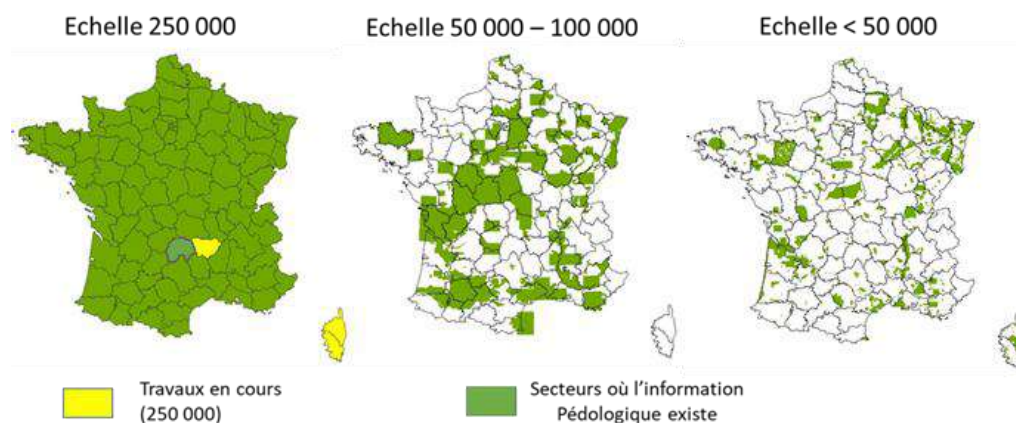 Echelle 250 000
Echelle 50 000 – 100 000
Echelle < 50 000
Travaux en cours
(250 000)
Secteurs où l’information
Pédologique existe